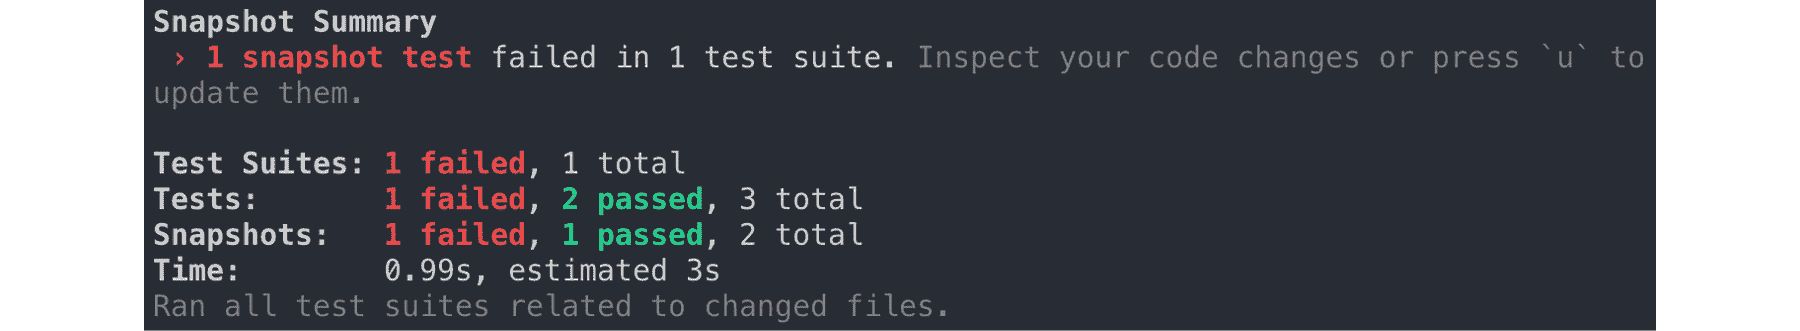 Snapshot Summary
› 1 snapshot test failed in 1 test suite. Inspect your code changes or press `u` to
update them.
Test Suites: 1 failed, 1 total
Tests: 1 failed, 2 passed, 3 total
Snapshots: 1 failed, 1 passed, 2 total
Time: 0.99s, estimated 3s
Ran all test suites related to changed files.